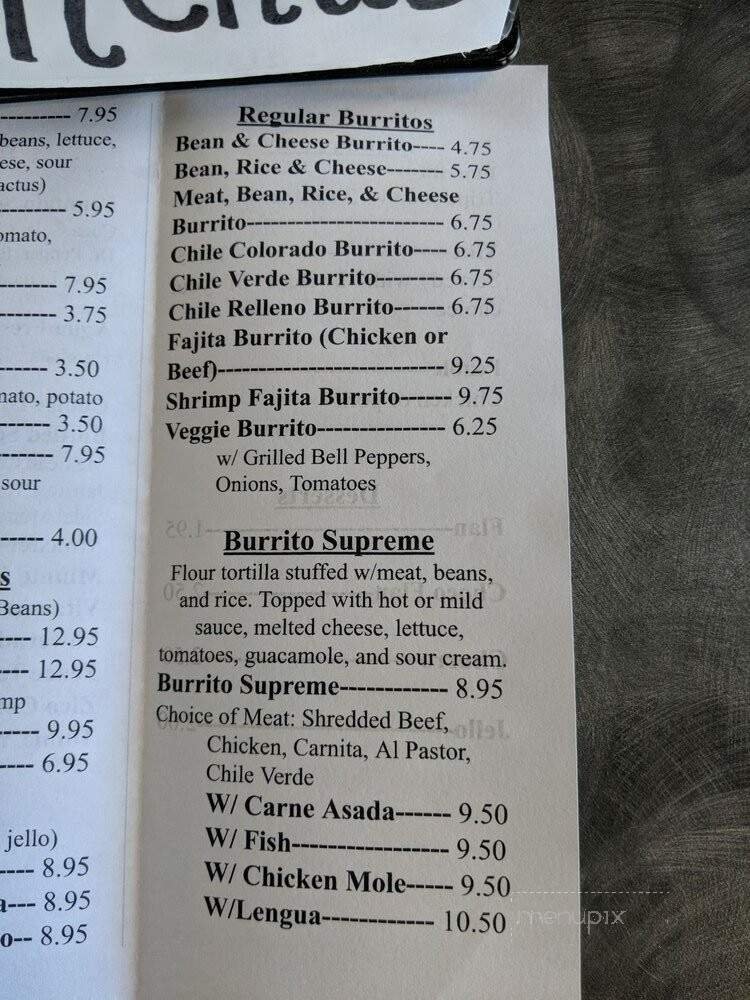 Menus
7.95
beans, lettuce,
ese, sour
actus)
5.95
omato,
7.95
3.75
3.50
nato, potato
3.50
7.95
sour
4.00
s
Beans)
12.95
12.95
mp
9.95
6.95
jello)
8.95
a--- 8.95
o-- 8.95
Regular Burritos
Bean & Cheese Burrito---- 4.75
Bean, Rice & Cheese------- 5.75
Meat, Bean, Rice, & Cheese
Burrito----------------------- 6.75
Chile Colorado Burrito---- 6.75
Chile Verde Burrito-------- 6.75
Chile Relleno Burrito------ 6.75
Fajita Burrito (Chicken or
Beef)--------------------------- 9.25
Shrimp Fajita Burrito------ 9.75
Veggie Burrito--------------- 6.25
w/ Grilled Bell Peppers,
Onions, Tomatoes
Burrito Supreme
Flour tortilla stuffed w/meat, beans,
and rice. Topped with hot or mild
sauce, melted cheese, lettuce,
tomatoes, guacamole, and sour cream.
Burrito Supreme------------ 8.95
Choice of Meat: Shredded Beef,
Chicken, Carnita, Al Pastor,
Chile Verde
W/ Carne Asada------ 9.50
W/ Fish------------------ 9.50
W/ Chicken Mole----- 9.50
W/Lengua------------- 10.50
menupix